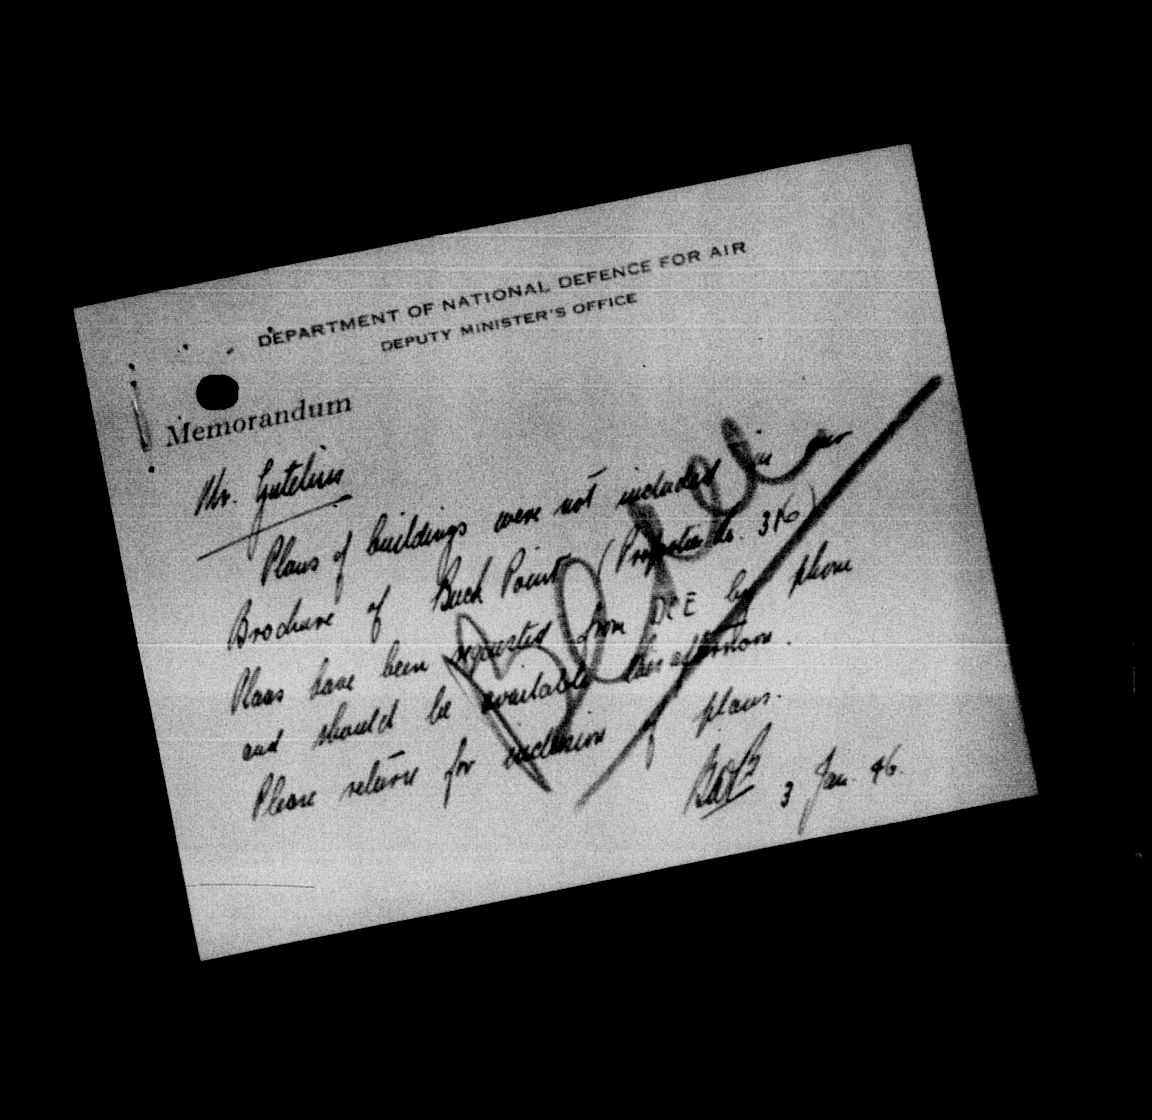 DEPARTMENT OF NATIONAL DEFENCE FOR AIR
DEPUTY MINISTER'S OFFICE
Memorandum
Mr. Gutelius
Plans of buildings were not included in our
Brochure of Buck Point (Properties No. 316)
Plans have been requested from DCE by phone
and should be available this afternoon.
Please return for inclusion of plans.
3 Jan 46.